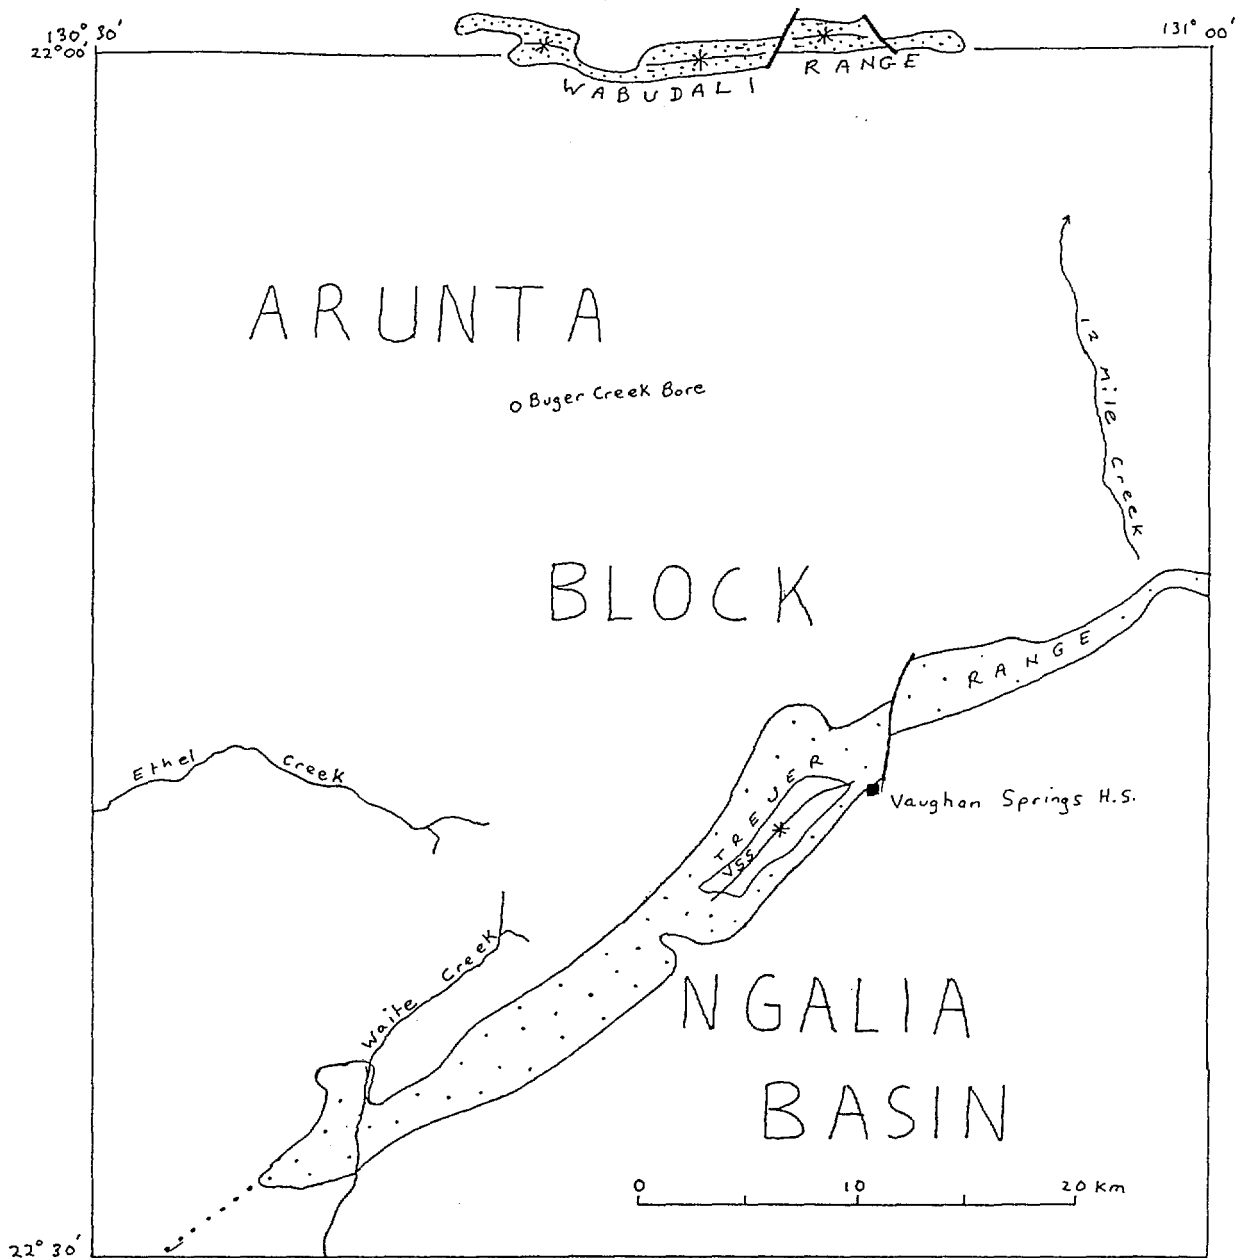 130° 30'
131° 00'
22° 00'
WABUDALI RANGE
ARUNTA
12 Mile Creek
Buger Creek Bore
BLOCK
RANGE
Ethel Creek
TREUER
Vaughan Springs H.S.
VSS
Waite Creek
NGALIA
BASIN
0 10 20 Km
22° 30'